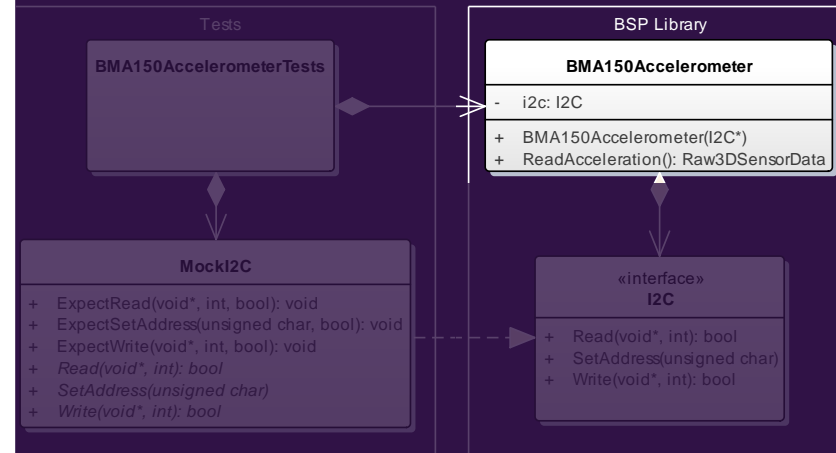 Tests
BSP Library
BMA150AccelerometerTests
BMA150Accelerometer
- i2c: I2C
+ BMA150Accelerometer(I2C*)
+ ReadAcceleration(): Raw3DSensorData
MockI2C
+ ExpectRead(void*, int, bool): void
+ ExpectSetAddress(unsigned char, bool): void
+ ExpectWrite(void*, int, bool): void
+ Read(void*, int): bool
+ SetAddress(unsigned char)
+ Write(void*, int): bool
«interface»
I2C
+ Read(void*, int): bool
+ SetAddress(unsigned char)
+ Write(void*, int): bool